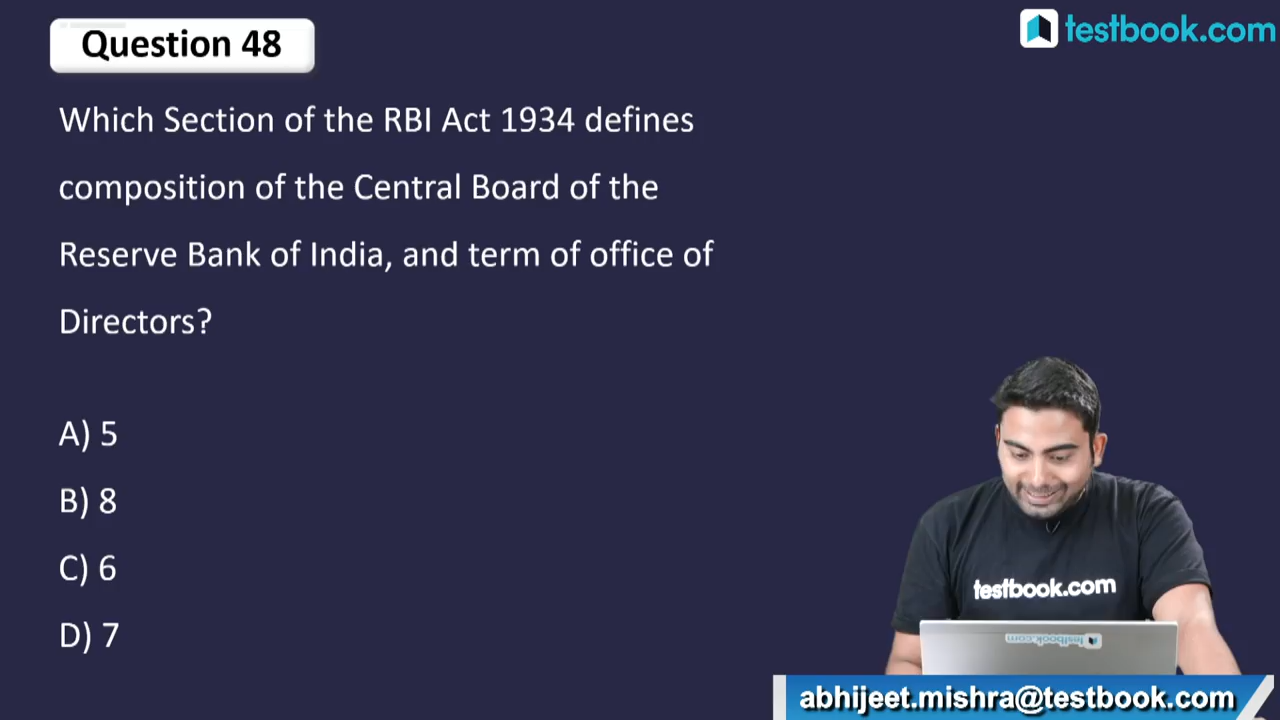 Question 48
testbook.com
Which Section of the RBI Act 1934 defines
composition of the Central Board of the
Reserve Bank of India, and term of office of
Directors?
A) 5
B) 8
C) 6
D) 7
testbook.com
testbook.com
abhijeet.mishra@testbook.com